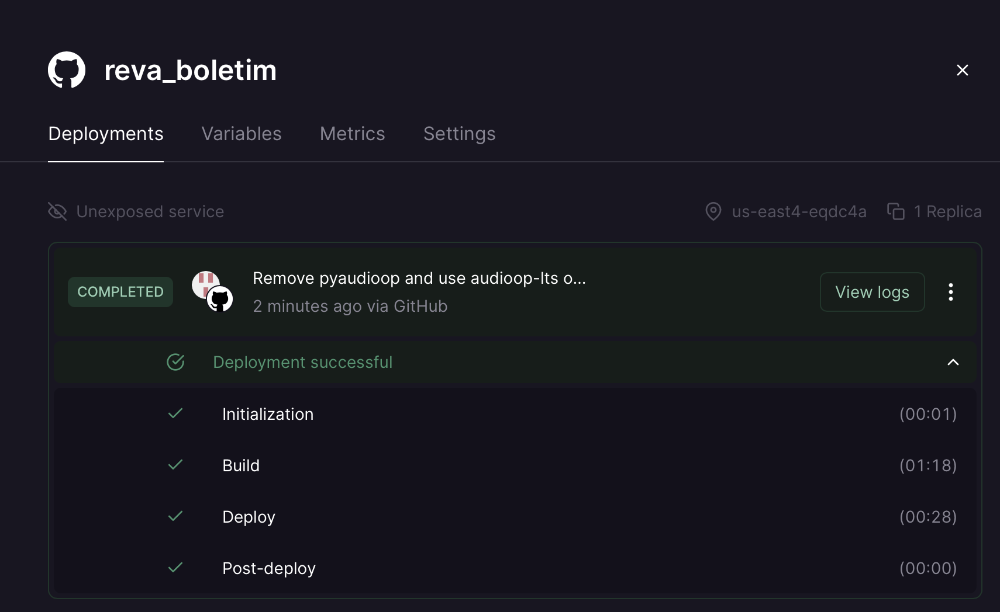 reva_boletim
Deployments Variables Metrics Settings
Unexposed service us-east4-eqdc4a 1 Replica
COMPLETED Remove pyaudioop and use audioop-lts o... View logs
2 minutes ago via GitHub
Deployment successful
Initialization (00:01)
Build (01:18)
Deploy (00:28)
Post-deploy (00:00)